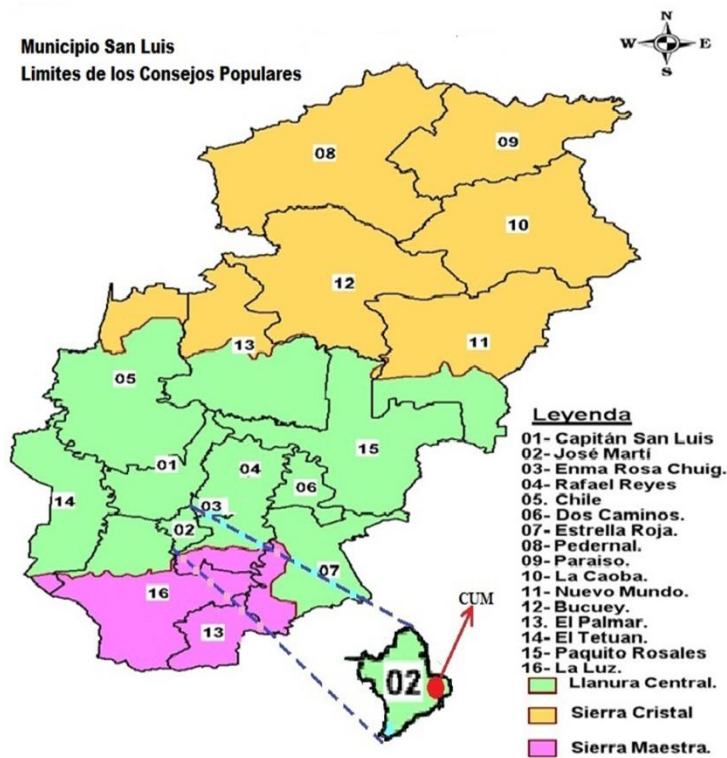 Municipio San Luis
Limites de los Consejos Populares
N
W E
S
08
09
10
12
11
13
05
15
01
04
06
14
03
02
07
16
13
CUM
02
Leyenda
01- Capitán San Luis
02- José Martí
03- Enma Rosa Chuig.
04- Rafael Reyes
05. Chile
06- Dos Caminos.
07- Estrella Roja.
08- Pedernal.
09- Paraiso.
10- La Caoba.
11- Nuevo Mundo.
12- Bucuey.
13. El Palmar.
14- El Tetuan.
15- Paquito Rosales
16- La Luz.
Llanura Central.
Sierra Cristal
Sierra Maestra.